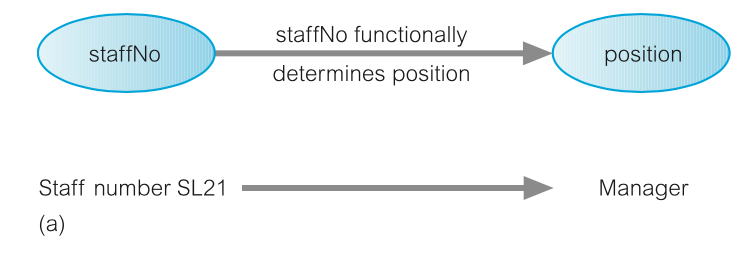 staffNo
staffNo functionally
determines position
position
Staff number SL21
Manager
(a)